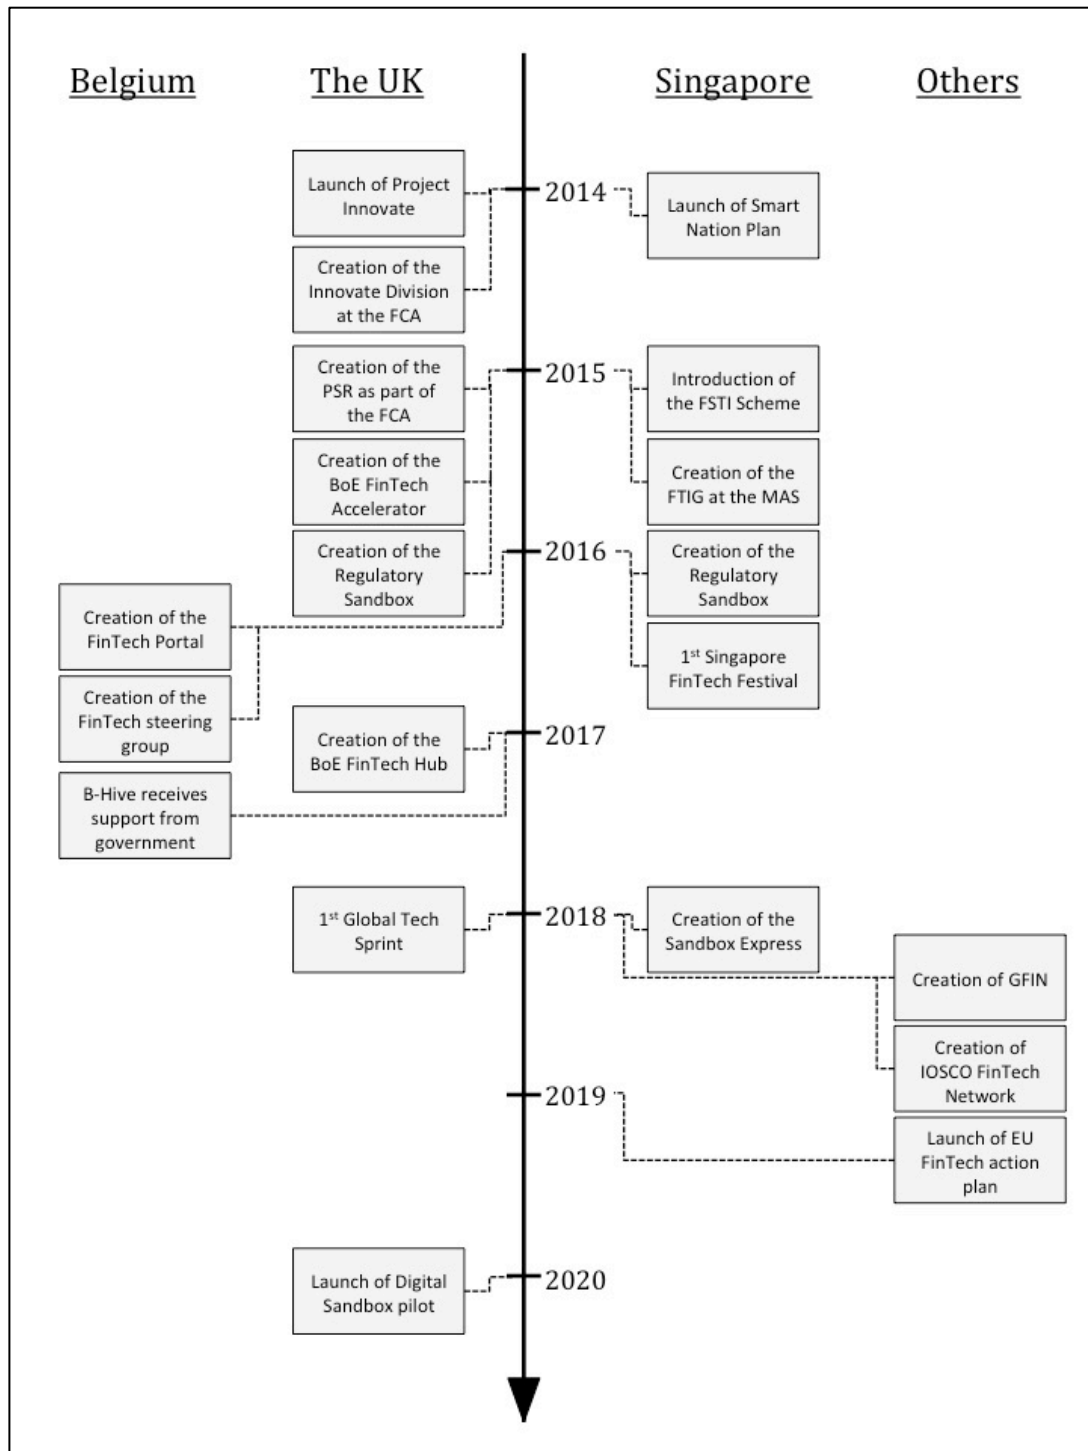 Belgium
The UK
Singapore
Others
2014
Launch of Project
Innovate
Creation of the
Innovate Division
at the FCA
Launch of Smart
Nation Plan
2015
Creation of the
PSR as part of
the FCA
Creation of the
BoE FinTech
Accelerator
Creation of the
Regulatory
Sandbox
Introduction of
the FSTI Scheme
Creation of the
FTIG at the MAS
2016
Creation of the
FinTech Portal
Creation of the
FinTech steering
group
Creation of the
Regulatory
Sandbox
1st Singapore
FinTech Festival
2017
Creation of the
BoE FinTech Hub
B-Hive receives
support from
government
2018
1st Global Tech
Sprint
Creation of the
Sandbox Express
Creation of GFIN
Creation of
IOSCO FinTech
Network
2019
Launch of EU
FinTech action
plan
2020
Launch of Digital
Sandbox pilot